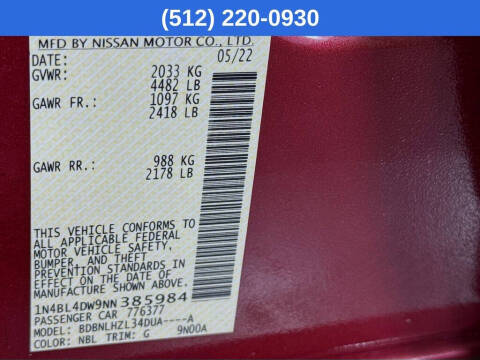 (512) 220-0930
MFD BY NISSAN MOTOR CO., LTD.
DATE: 05/22
GVWR: 2033 KG
4482 LB
GAWR FR.: 1097 KG
2418 LB
GAWR RR.: 988 KG
2178 LB
THIS VEHICLE CONFORMS TO
ALL APPLICABLE FEDERAL
MOTOR VEHICLE SAFETY,
BUMPER, AND THEFT
PREVENTION STANDARDS IN
EFFECT ON THE DATE OF
MANUFACTURE SHOWN ABOVE.
1N4BL4DW9NN385984
PASSENGER CAR 776377
MODEL: BDBNLHZL34DUA----A
COLOR: NBL TRIM: G 9N00A